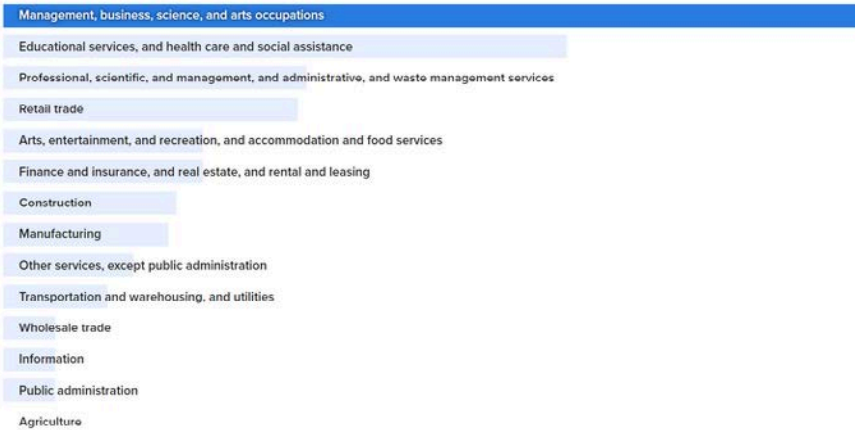 Management, business, science, and arts occupations
Educational services, and health care and social assistance
Professional, scientific, and management, and administrative, and waste management services
Retail trade
Arts, entertainment, and recreation, and accommodation and food services
Finance and insurance, and real estate, and rental and leasing
Construction
Manufacturing
Other services, except public administration
Transportation and warehousing, and utilities
Wholesale trade
Information
Public administration
Agriculture